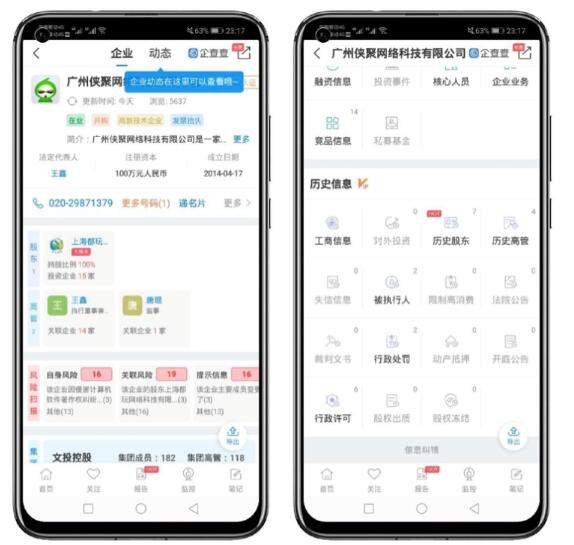 63% 23:17
企业 动态 企查查
广州侠聚网
企业动态在这里可以查看哦~
更新时间: 今天 浏览: 5637
在业 并购 高新技术企业 发票抬头
简介: 广州侠聚网络科技有限公司是一家... 更多
法定代表人 注册资本 成立日期
王鑫 100万元人民币 2014-04-17
020-29871379 更多号码(1) 递名片 更多 >
股东 1
上海都玩...
大股东
持股比例 100%
投资企业 15 家
高管 2
王 王鑫
执行董事兼...
关联企业 14 家
唐 唐琨
监事
关联企业 1 家
风险扫描
自身风险 16 关联风险 19 提示信息 16
该企业因侵害计算机软件著作权纠纷...(3)
其他(13)
该企业的股东上海都玩网络科技有限...(3)
其他(16)
该企业主要成员变更
其他(13)
导出
集
文投控股 集团成员: 182 集团高管: 118
首页 关注 报告 监控 笔记
HOT
63% 23:17
广州侠聚网络科技有限公司 企查查
融资信息 投资事件 核心人员 企业业务
竞品信息 14 私募基金
历史信息
工商信息 对外投资 0 历史股东 7 历史高管 4
HOT
失信信息 0 被执行人 2 限制高消费 0 法院公告 0
裁判文书 0 行政处罚 2 动产抵押 0 开庭公告 0
行政许可 6 股权出质 0 股权冻结 0
导出
信息纠错
首页 关注 报告 监控 笔记
HOT